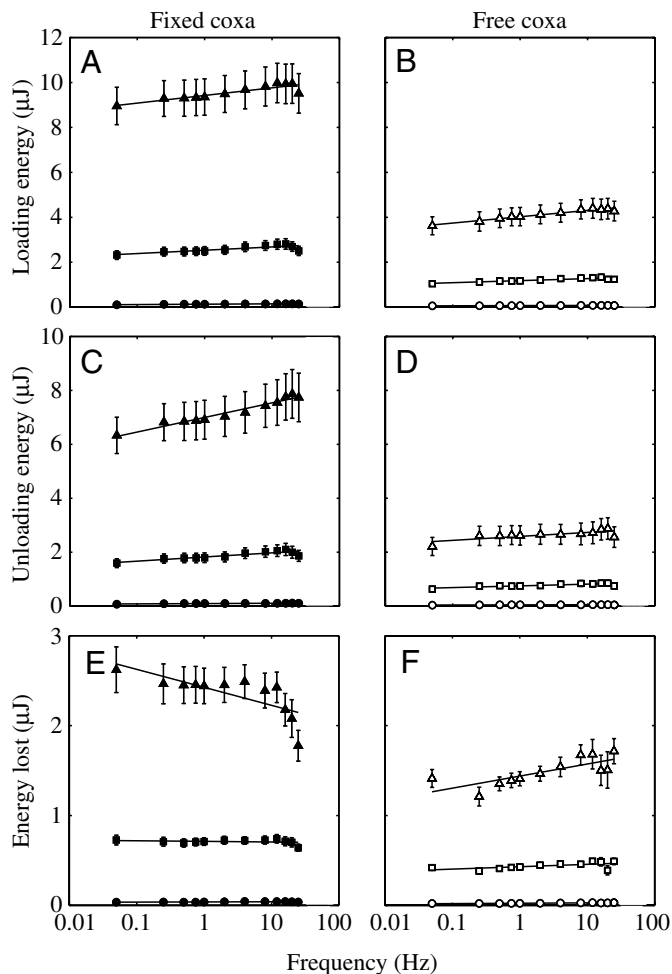 Fixed coxa
Free coxa
A
B
Loading energy (μJ)
12
10
8
6
4
2
0
C
D
Unloading energy (μJ)
10
8
6
4
2
0
E
F
Energy lost (μJ)
3
2
1
0
0.01 0.1 1 10 100
0.01 0.1 1 10 100
Frequency (Hz)